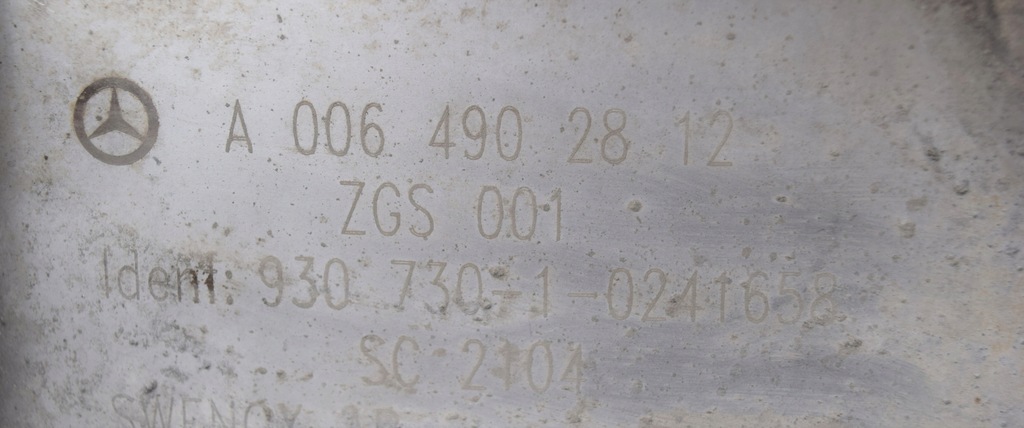 A 006 490 28 12
ZGS 001
Ident: 930 730-1-0241658
SC 2104